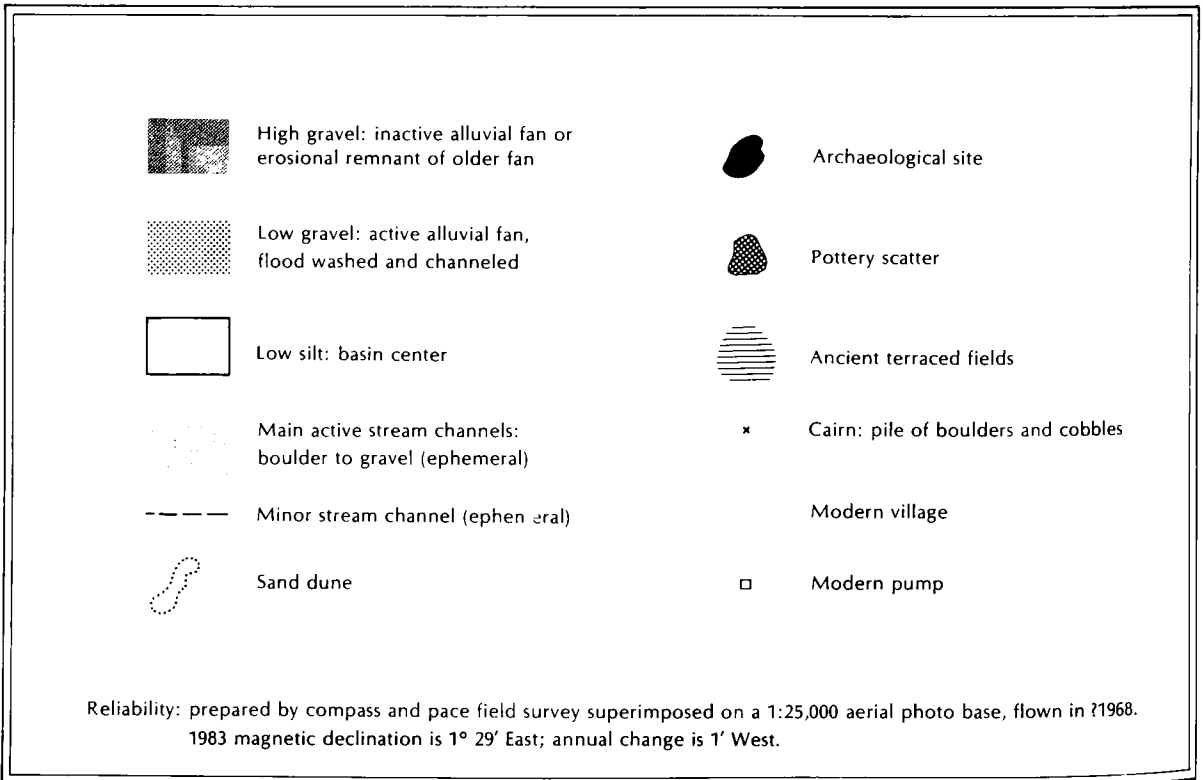 High gravel: inactive alluvial fan or
erosional remnant of older fan
Low gravel: active alluvial fan,
flood washed and channeled
Low silt: basin center
Main active stream channels:
boulder to gravel (ephemeral)
Minor stream channel (ephemeral)
Sand dune
Archaeological site
Pottery scatter
Ancient terraced fields
Cairn: pile of boulders and cobbles
Modern village
Modern pump
Reliability: prepared by compass and pace field survey superimposed on a 1:25,000 aerial photo base, flown in ?1968.
1983 magnetic declination is 1° 29′ East; annual change is 1′ West.